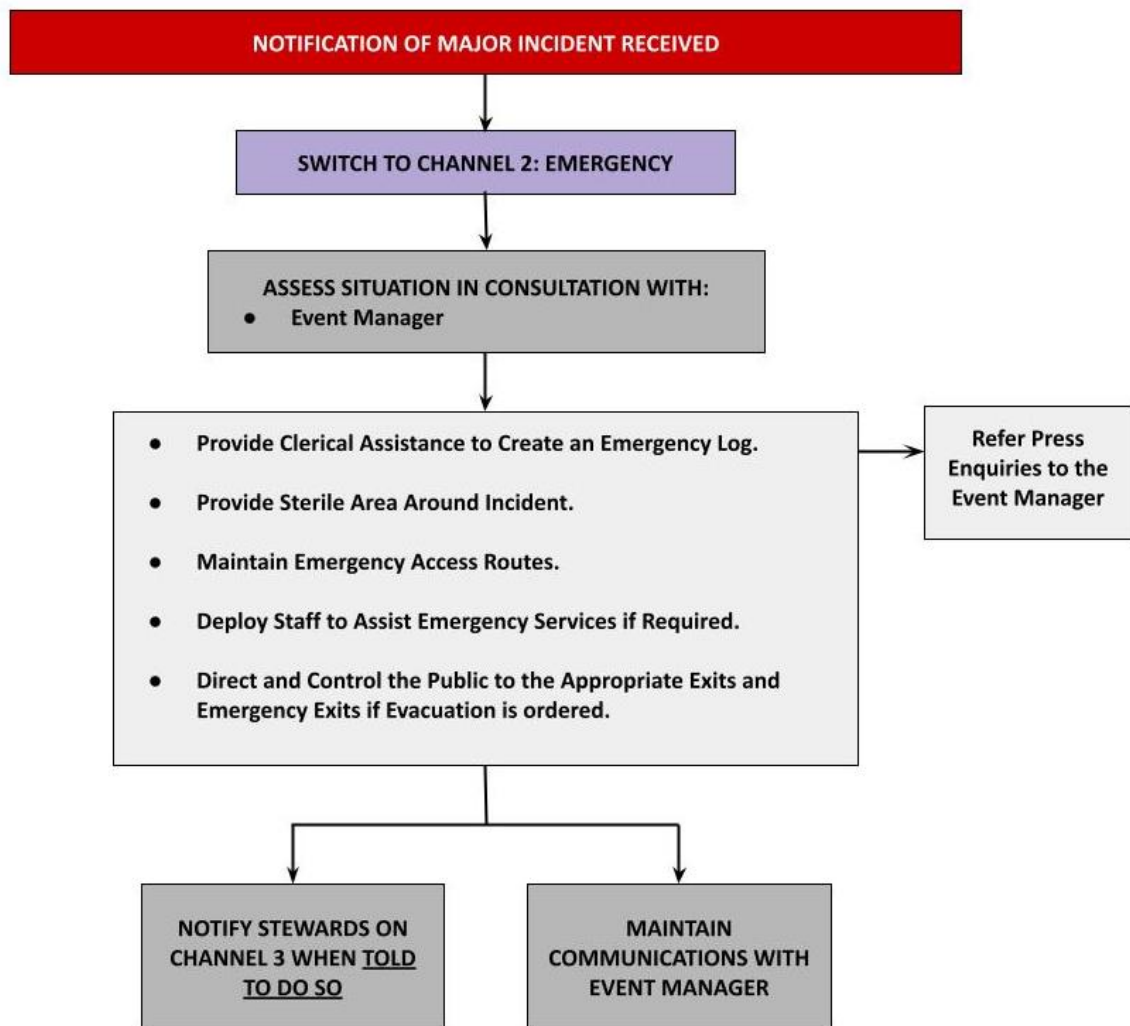 NOTIFICATION OF MAJOR INCIDENT RECEIVED
SWITCH TO CHANNEL 2: EMERGENCY
ASSESS SITUATION IN CONSULTATION WITH:
● Event Manager
● Provide Clerical Assistance to Create an Emergency Log.
● Provide Sterile Area Around Incident.
● Maintain Emergency Access Routes.
● Deploy Staff to Assist Emergency Services if Required.
● Direct and Control the Public to the Appropriate Exits and
Emergency Exits if Evacuation is ordered.
Refer Press
Enquiries to the
Event Manager
NOTIFY STEWARDS ON
CHANNEL 3 WHEN TOLD
TO DO SO
MAINTAIN
COMMUNICATIONS WITH
EVENT MANAGER